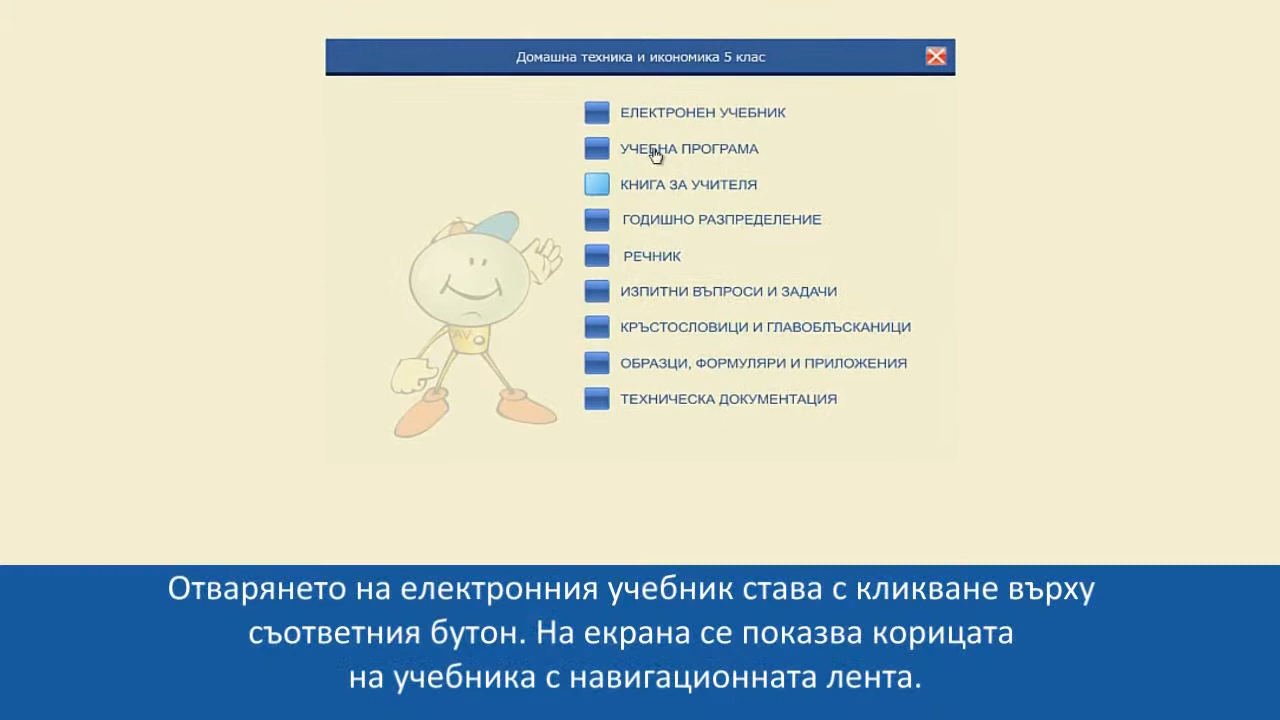 Домашна техника и икономика 5 клас
ЕЛЕКТРОНЕН УЧЕБНИК
УЧЕБНА ПРОГРАМА
КНИГА ЗА УЧИТЕЛЯ
ГОДИШНО РАЗПРЕДЕЛЕНИЕ
РЕЧНИК
ИЗПИТНИ ВЪПРОСИ И ЗАДАЧИ
КРЪСТОСЛОВИЦИ И ГЛАВОБЛЪСКАНИЦИ
ОБРАЗЦИ, ФОРМУЛЯРИ И ПРИЛОЖЕНИЯ
ТЕХНИЧЕСКА ДОКУМЕНТАЦИЯ
AV
Отварянето на електронния учебник става с кликване върху
съответния бутон. На екрана се показва корицата
на учебника с навигационната лента.